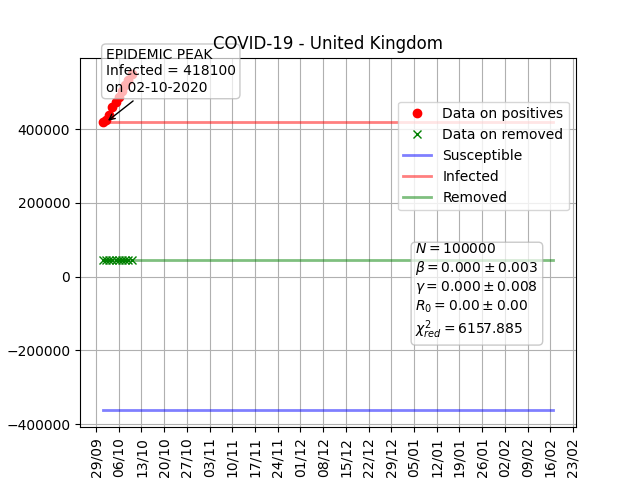 COVID-19 - United Kingdom
EPIDEMIC PEAK
Infected = 418100
on 02-10-2020
Data on positives
Data on removed
Susceptible
Infected
Removed
N = 100000
β = 0.000 ± 0.003
γ = 0.000 ± 0.008
R₀ = 0.00 ± 0.00
χ²red = 6157.885
400000
200000
0
−200000
−400000
29/09
06/10
13/10
20/10
27/10
03/11
10/11
17/11
24/11
01/12
08/12
15/12
22/12
29/12
05/01
12/01
19/01
26/01
02/02
09/02
16/02
23/02